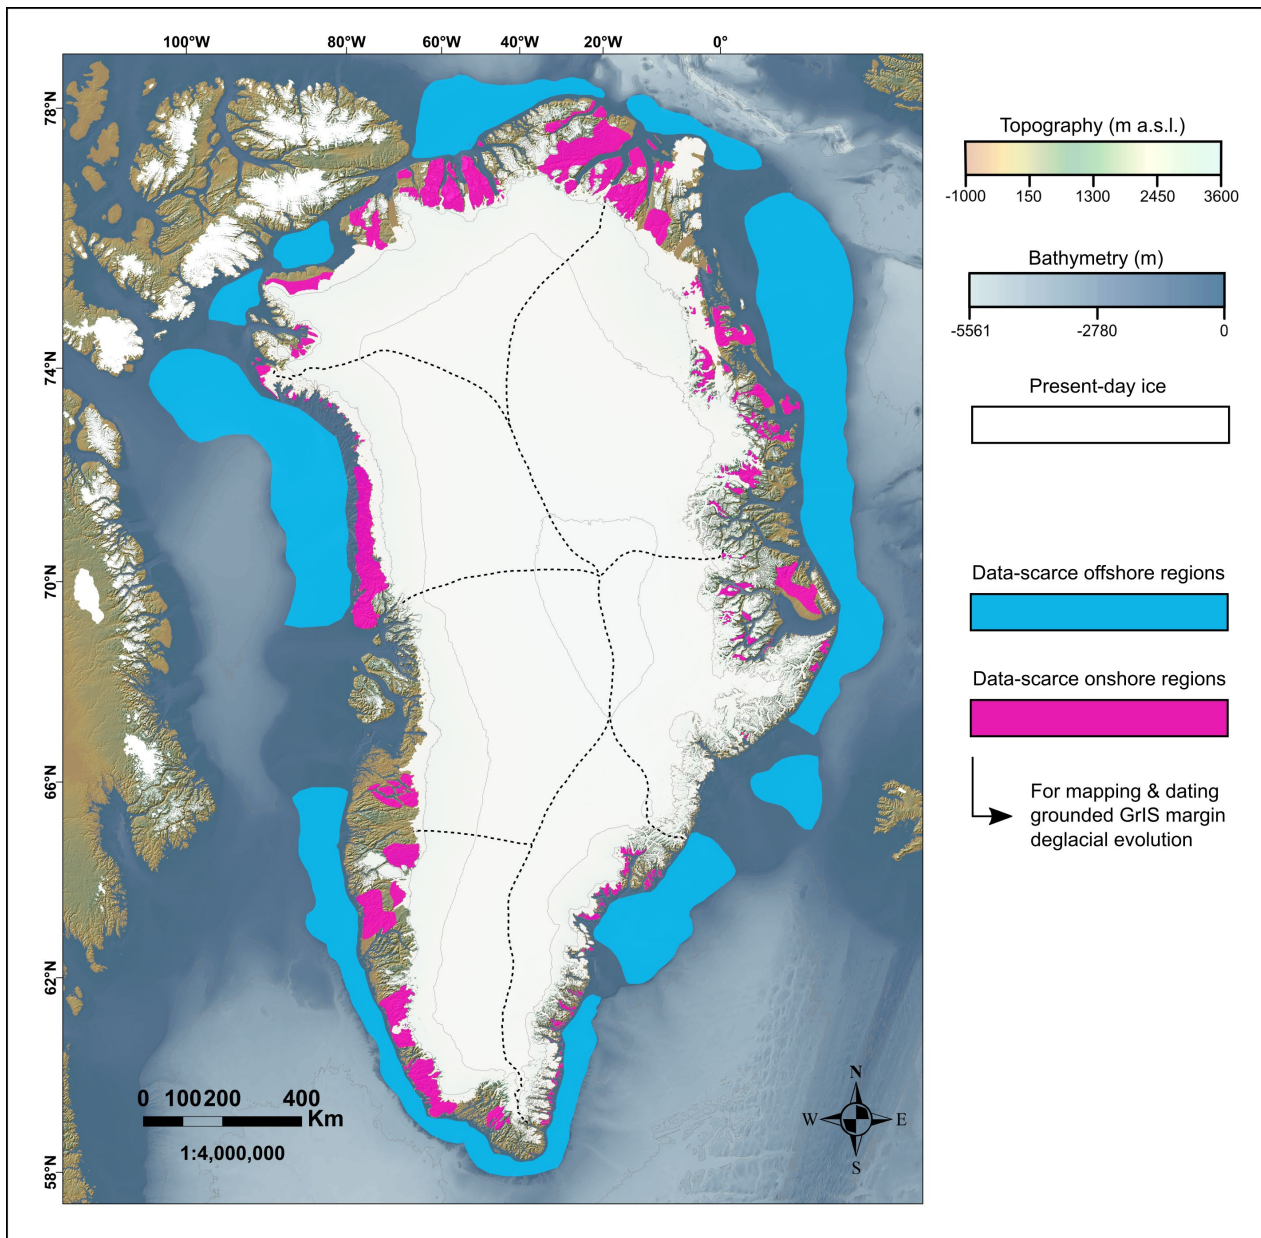 100°W 80°W 60°W 40°W 20°W 0°
78°N
74°N
70°N
66°N
62°N
58°N
0 100 200 400
Km
1:4,000,000
N
W E
S
Topography (m a.s.l.)
-1000 150 1300 2450 3600
Bathymetry (m)
-5561 -2780 0
Present-day ice
Data-scarce offshore regions
Data-scarce onshore regions
For mapping & dating
grounded GrIS margin
deglacial evolution